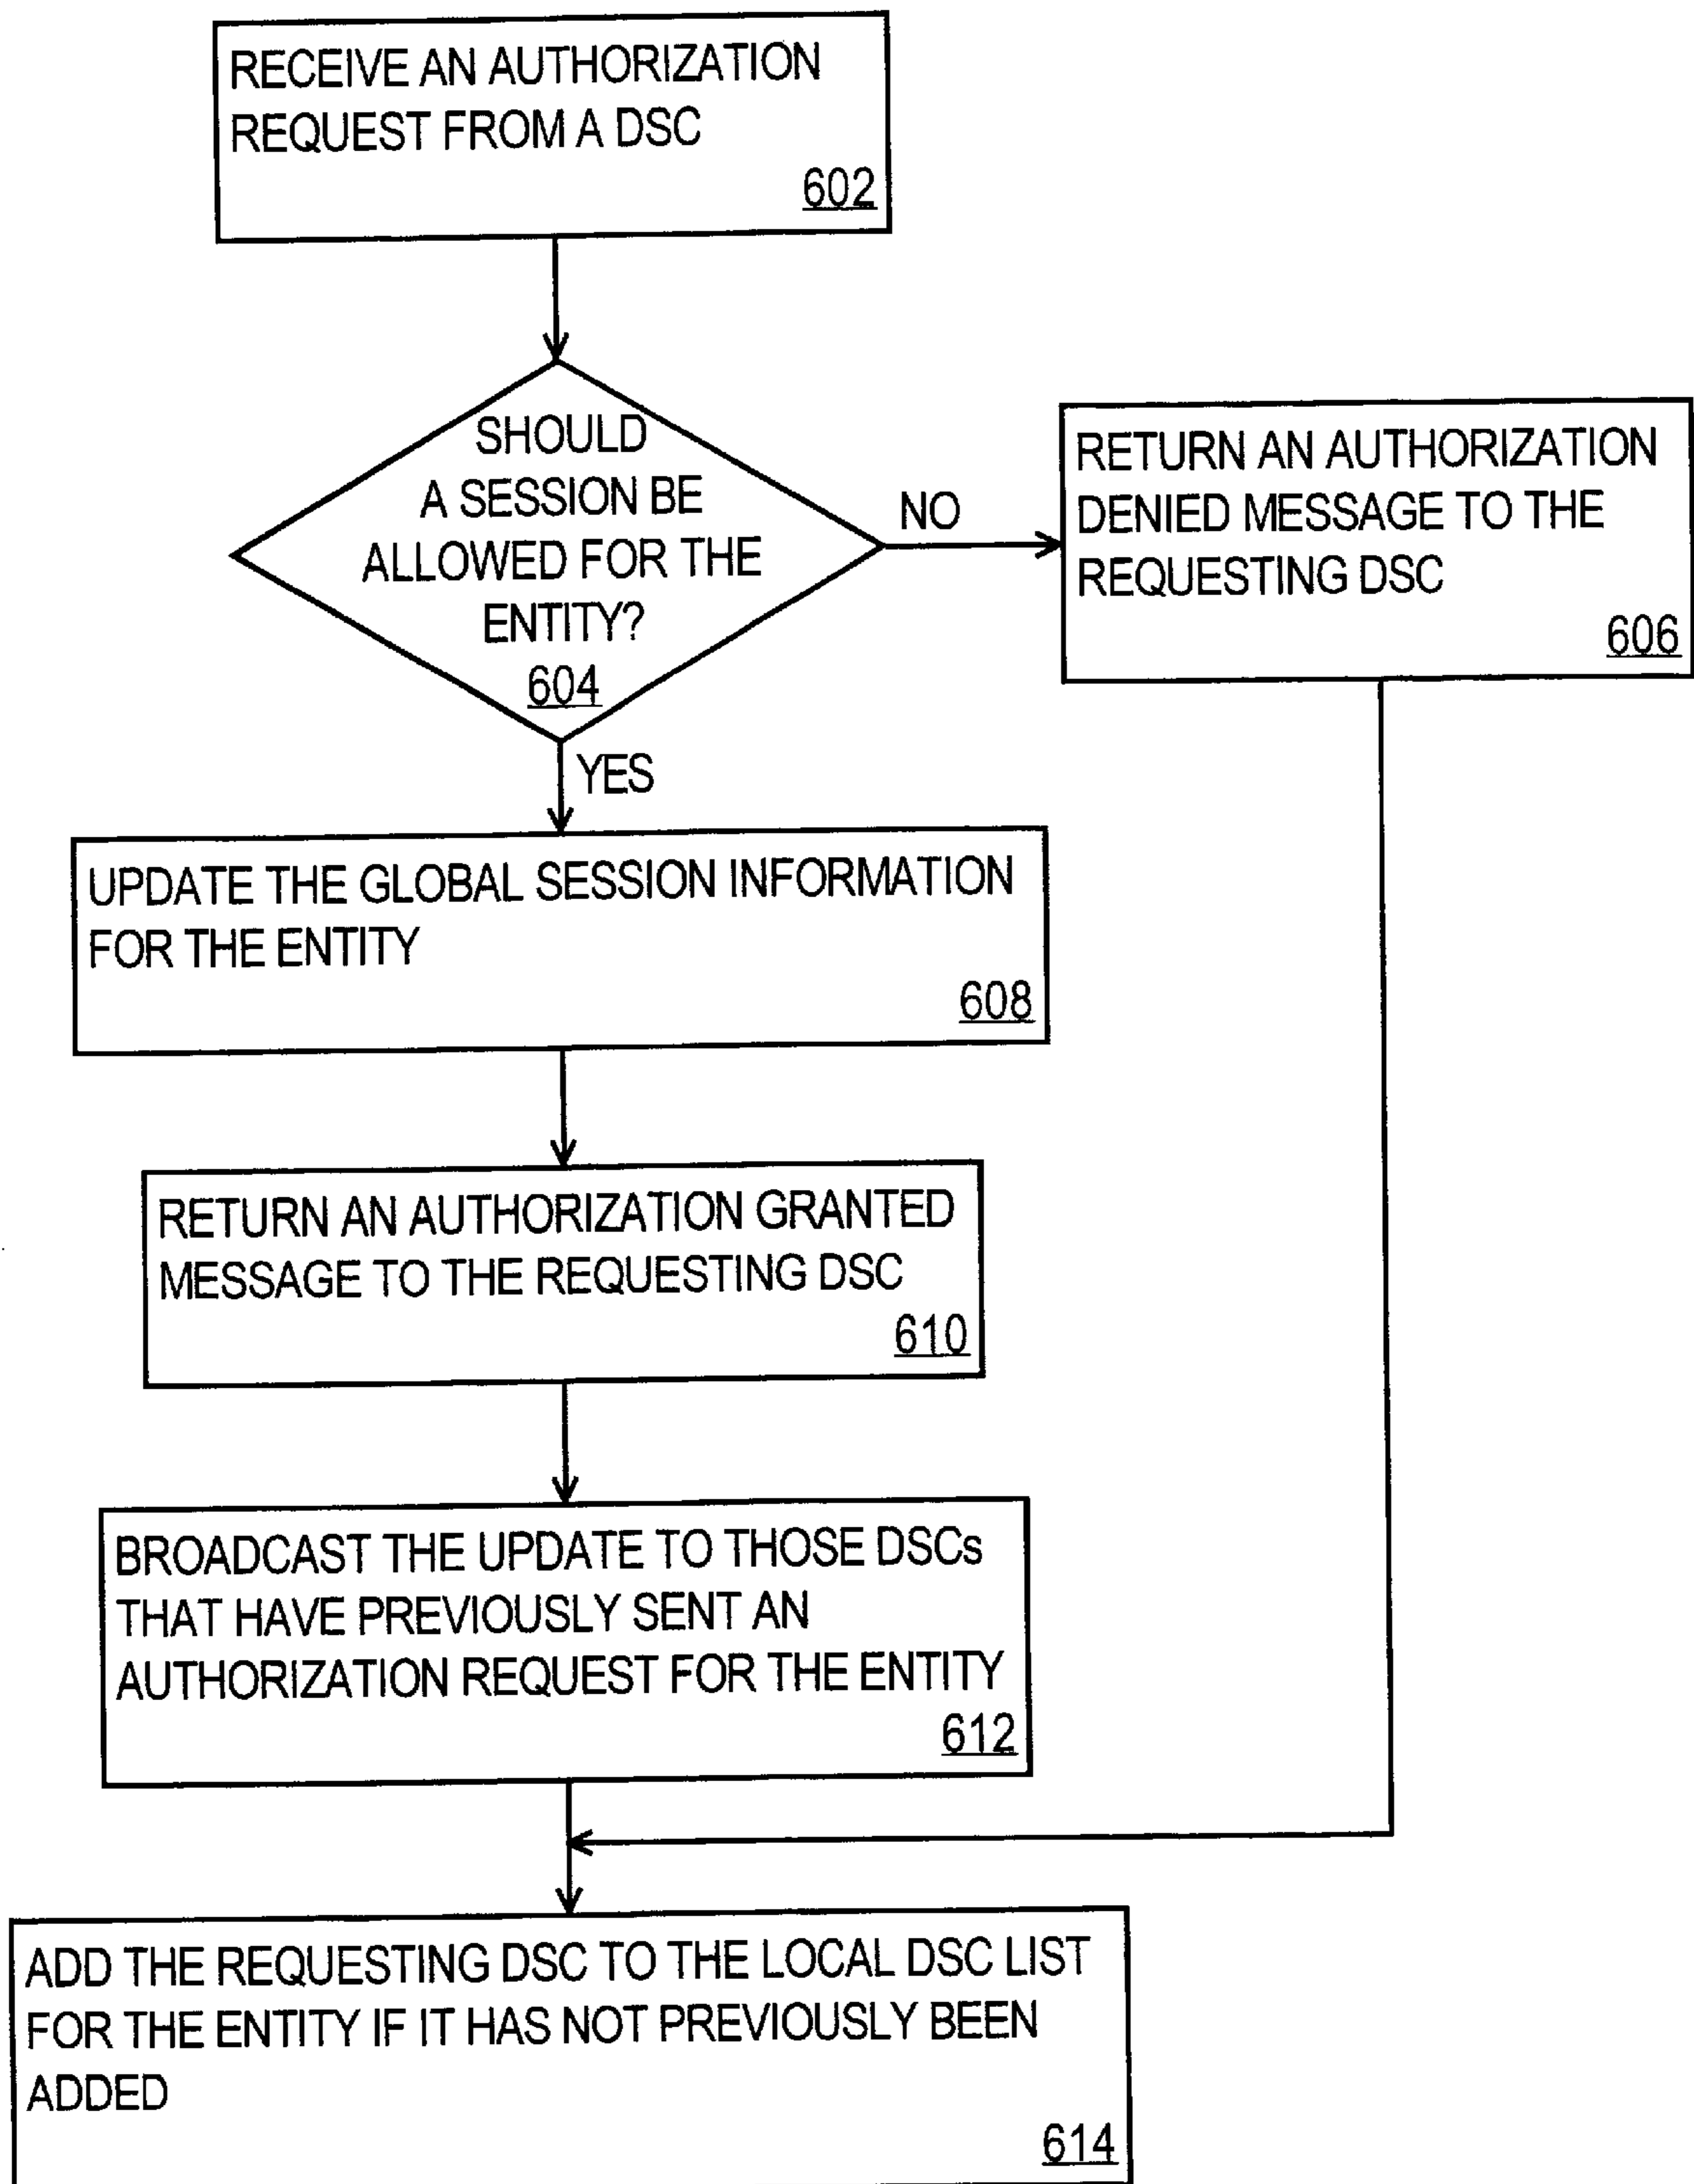 RECEIVE AN AUTHORIZATION
REQUEST FROM A DSC
602
SHOULD
A SESSION BE
ALLOWED FOR THE
ENTITY?
604
NO
RETURN AN AUTHORIZATION
DENIED MESSAGE TO THE
REQUESTING DSC
606
YES
UPDATE THE GLOBAL SESSION INFORMATION
FOR THE ENTITY
608
RETURN AN AUTHORIZATION GRANTED
MESSAGE TO THE REQUESTING DSC
610
BROADCAST THE UPDATE TO THOSE DSCs
THAT HAVE PREVIOUSLY SENT AN
AUTHORIZATION REQUEST FOR THE ENTITY
612
ADD THE REQUESTING DSC TO THE LOCAL DSC LIST
FOR THE ENTITY IF IT HAS NOT PREVIOUSLY BEEN
ADDED
614